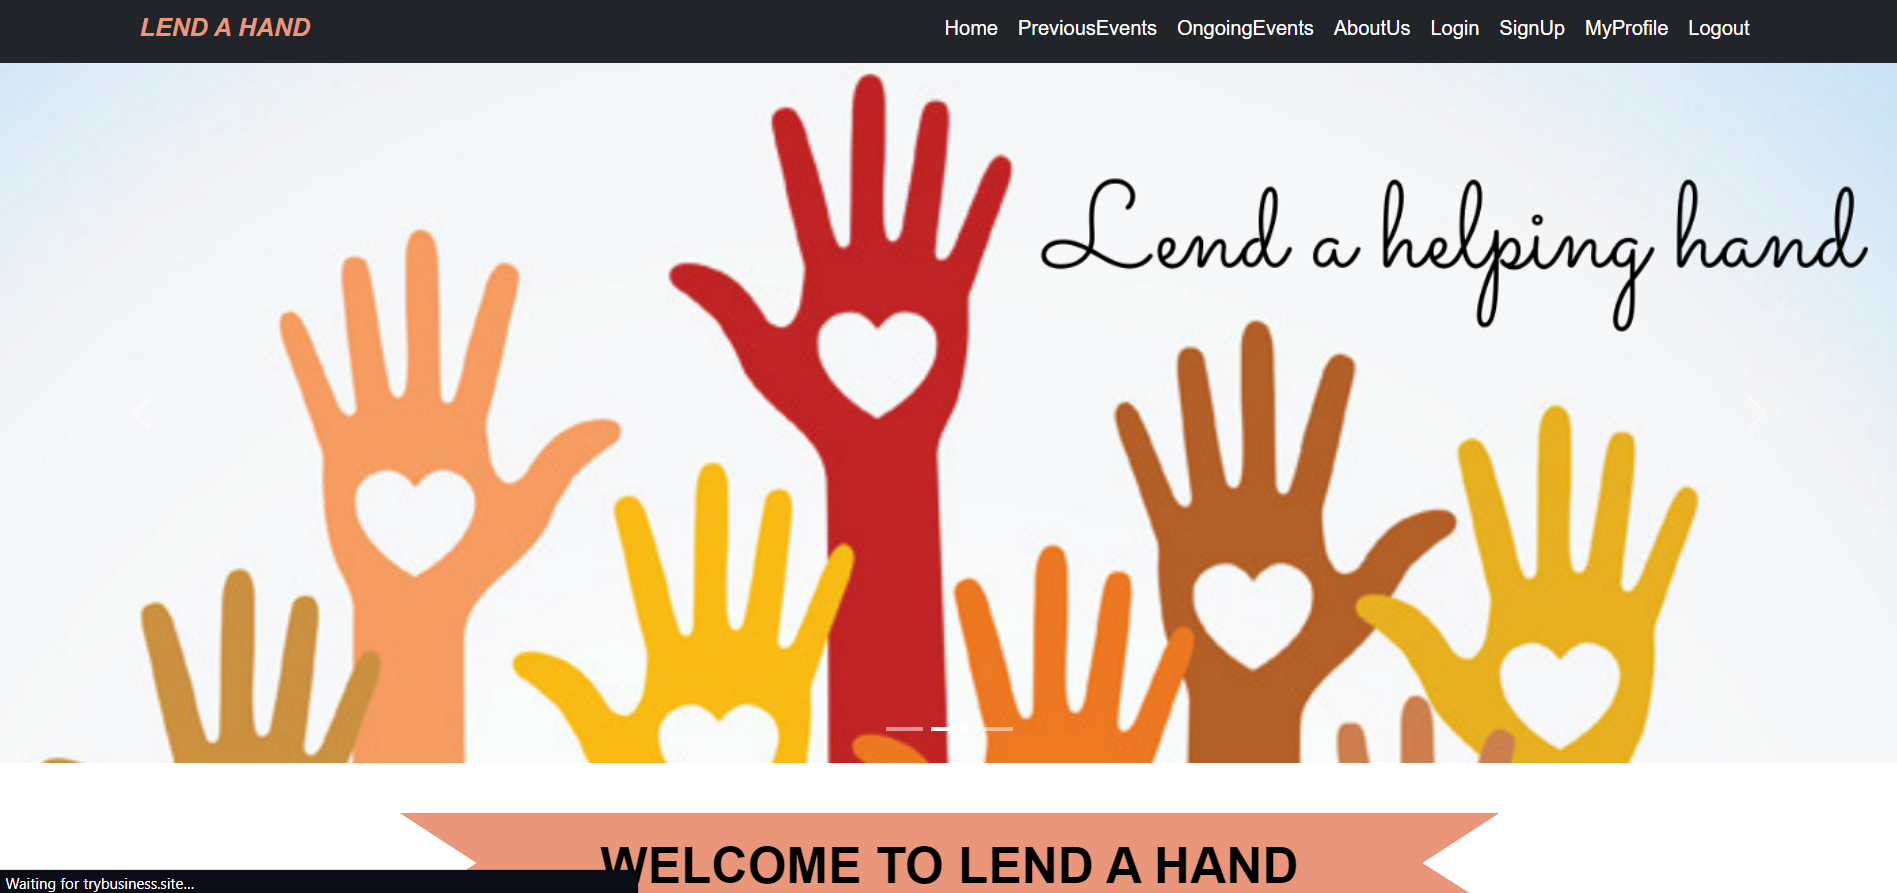 LEND A HAND
Home PreviousEvents OngoingEvents AboutUs Login SignUp MyProfile Logout
Lend a helping hand
WELCOME TO LEND A HAND
Waiting for trybusiness.site...